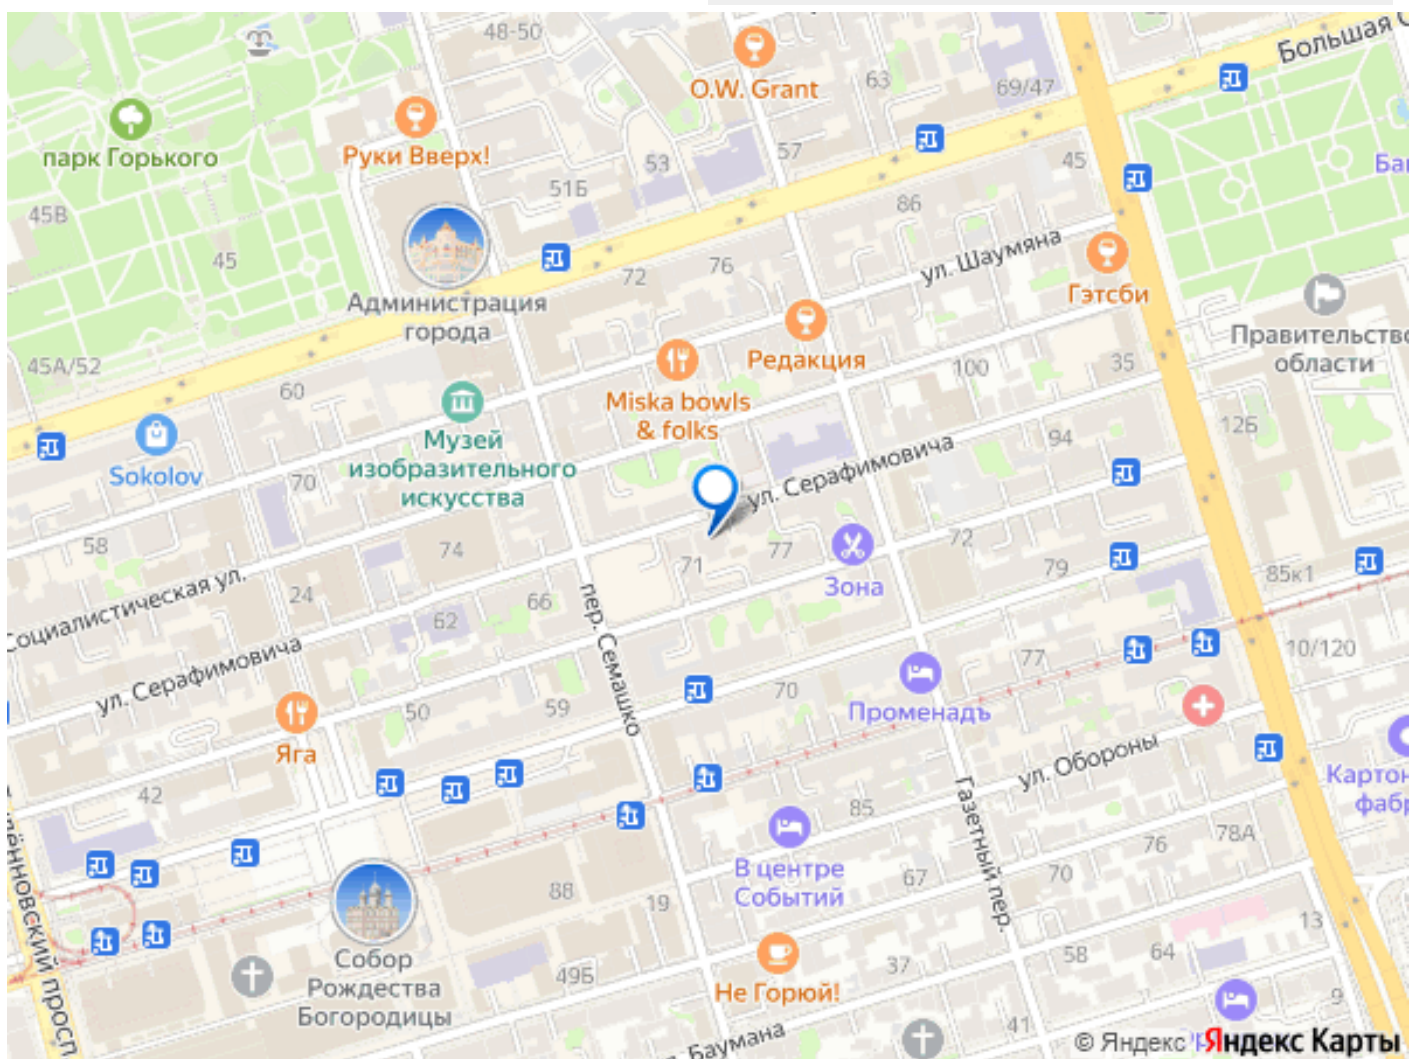 48-50
O.W. Grant
63
69/47
Большая
парк Горького
Руки Вверх!
53
57
45
51Б
86
45В
45
ул. Шаумяна
72
76
Гэтсби
Администрация
города
Правительство
области
Редакция
45А/52
60
100
35
Miska bowls
& folks
Музей
изобразительного
искусства
126
94
Sokolov
70
ул. Серафимовича
58
74
71
77
72
Зона
79
85к1
Социалистическая ул.
24
66
62
пер. Семашко
10/120
77
ул. Серафимовича
50
59
70
Променадъ
Яга
ул. Обороны
42
85
Газетный пер.
76
78А
В центре
Событий
67
70
88
19
13
Собор
Рождества
Богородицы
49Б
37
58
64
Не Горюй!
9
41
Баумана
© Яндекс
Яндекс Карты